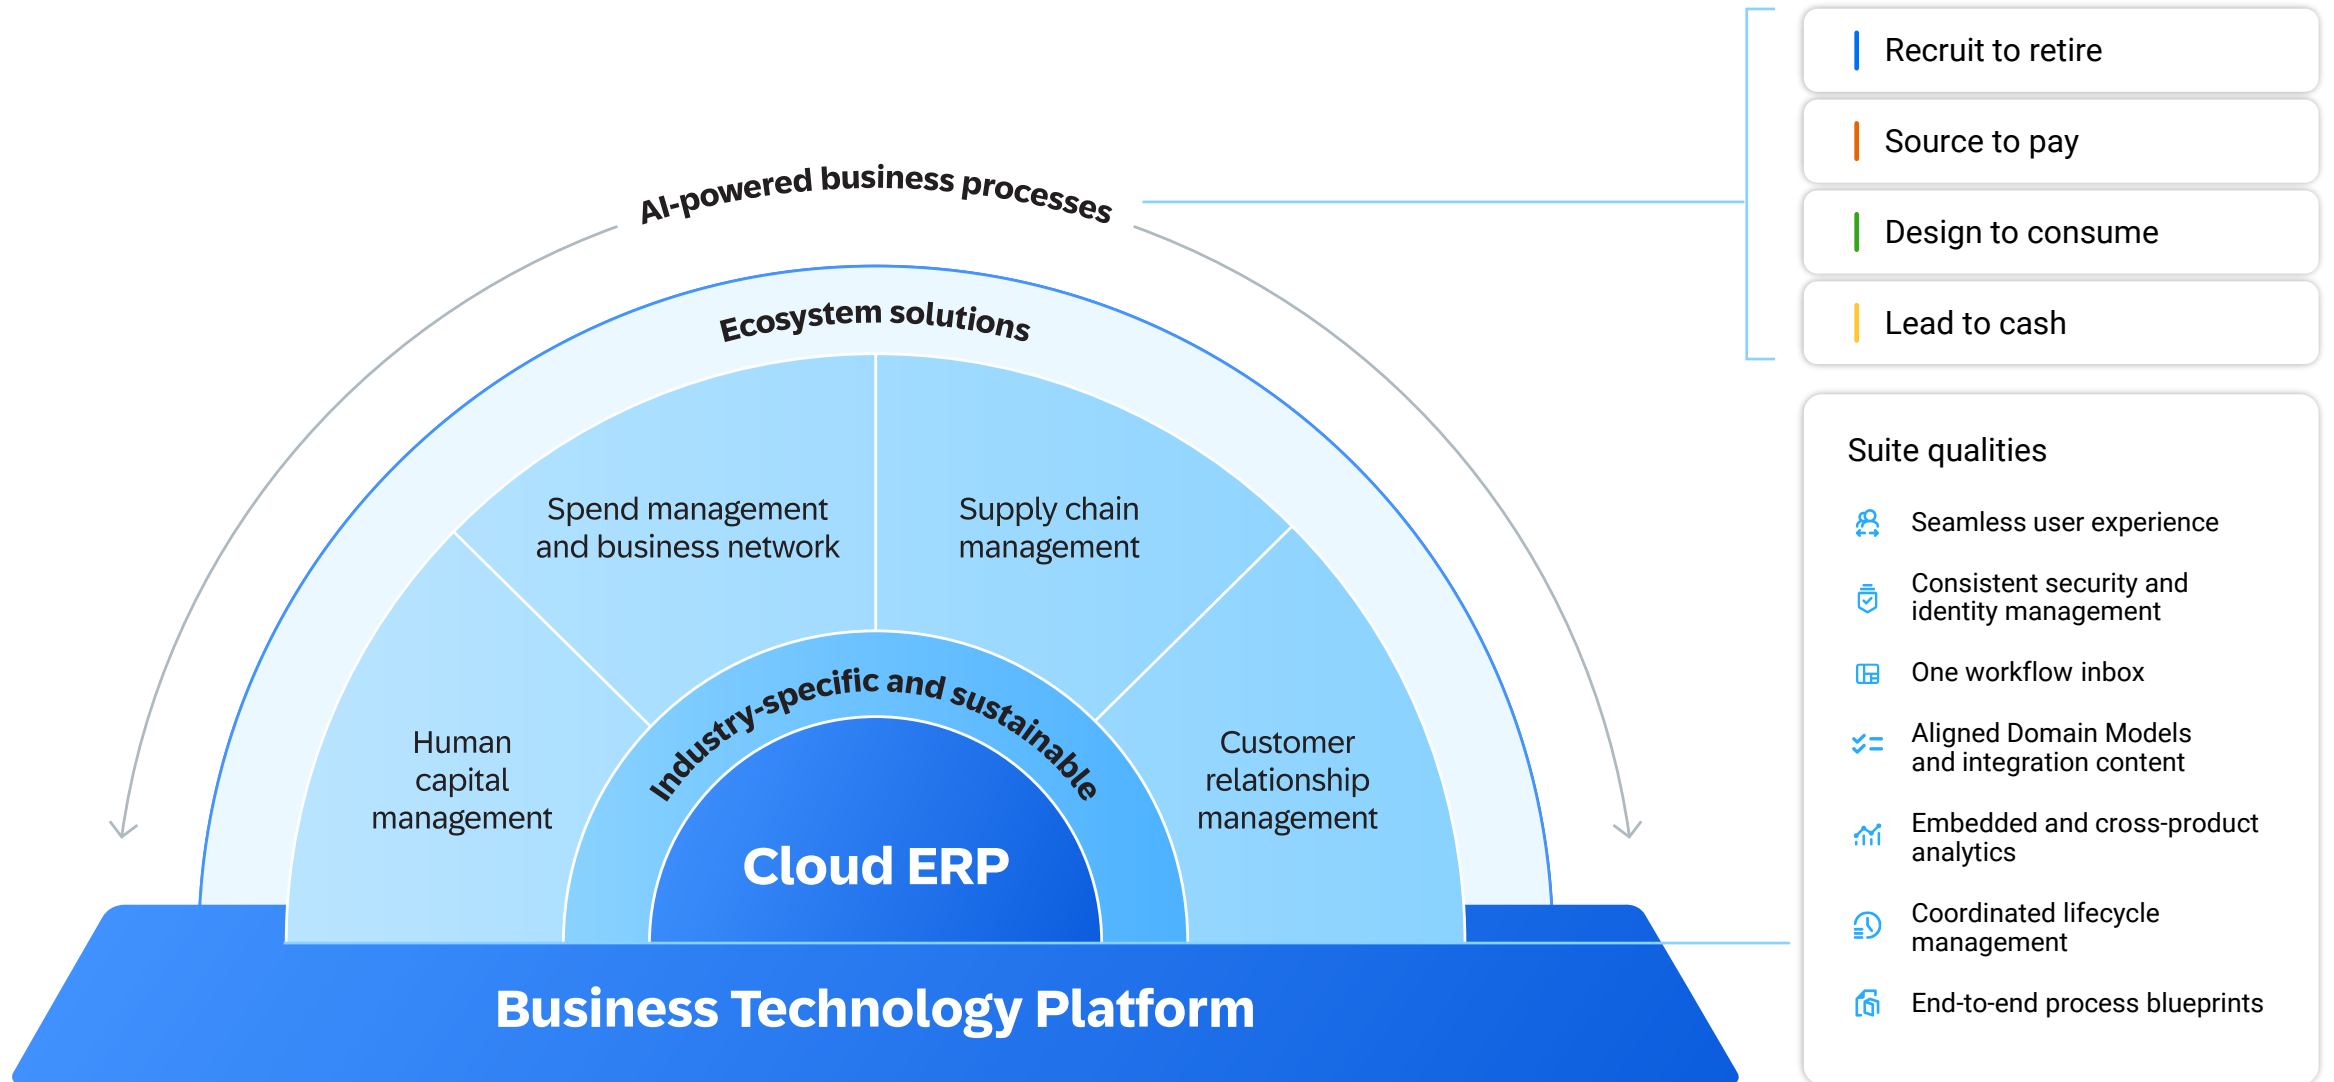 AI-powered business processes
Ecosystem solutions
Spend management
and business network
Supply chain
management
Human
capital
management
Industry-specific and sustainable
Customer
relationship
management
Cloud ERP
Business Technology Platform
Recruit to retire
Source to pay
Design to consume
Lead to cash
Suite qualities
Seamless user experience
Consistent security and
identity management
One workflow inbox
Aligned Domain Models
and integration content
Embedded and cross-product
analytics
Coordinated lifecycle
management
End-to-end process blueprints